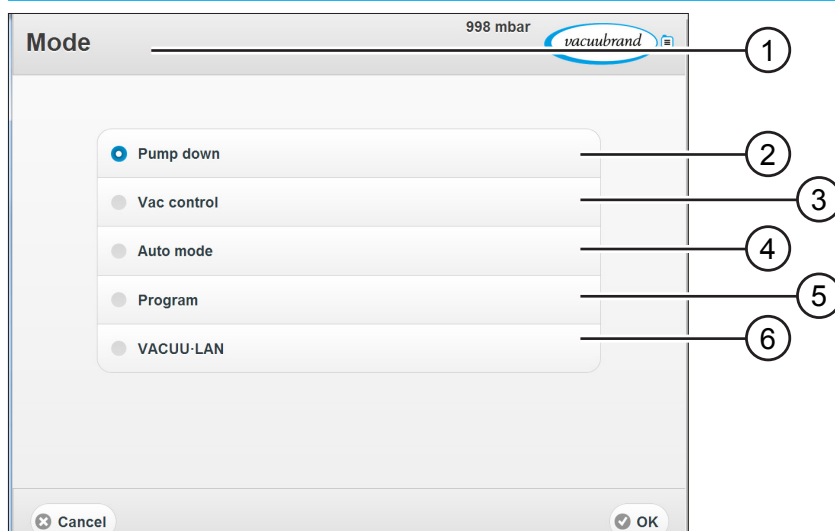 Mode
998 mbar
vacuubrand
1
Pump down
2
Vac control
3
Auto mode
4
Program
5
VACUU·LAN
6
Cancel
OK